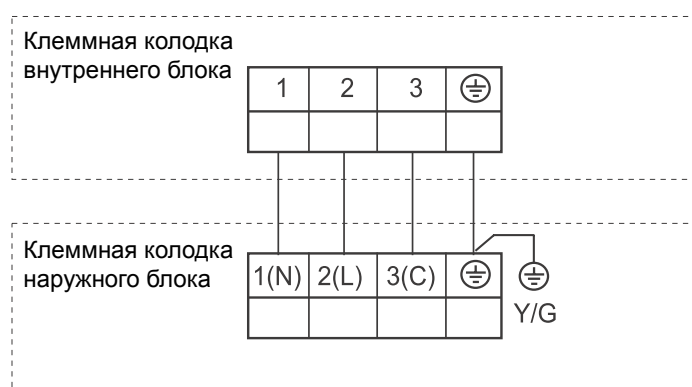 Клеммная колодка
внутреннего блока
1 2 3
Клеммная колодка
наружного блока
1(N) 2(L) 3(C)
Y/G